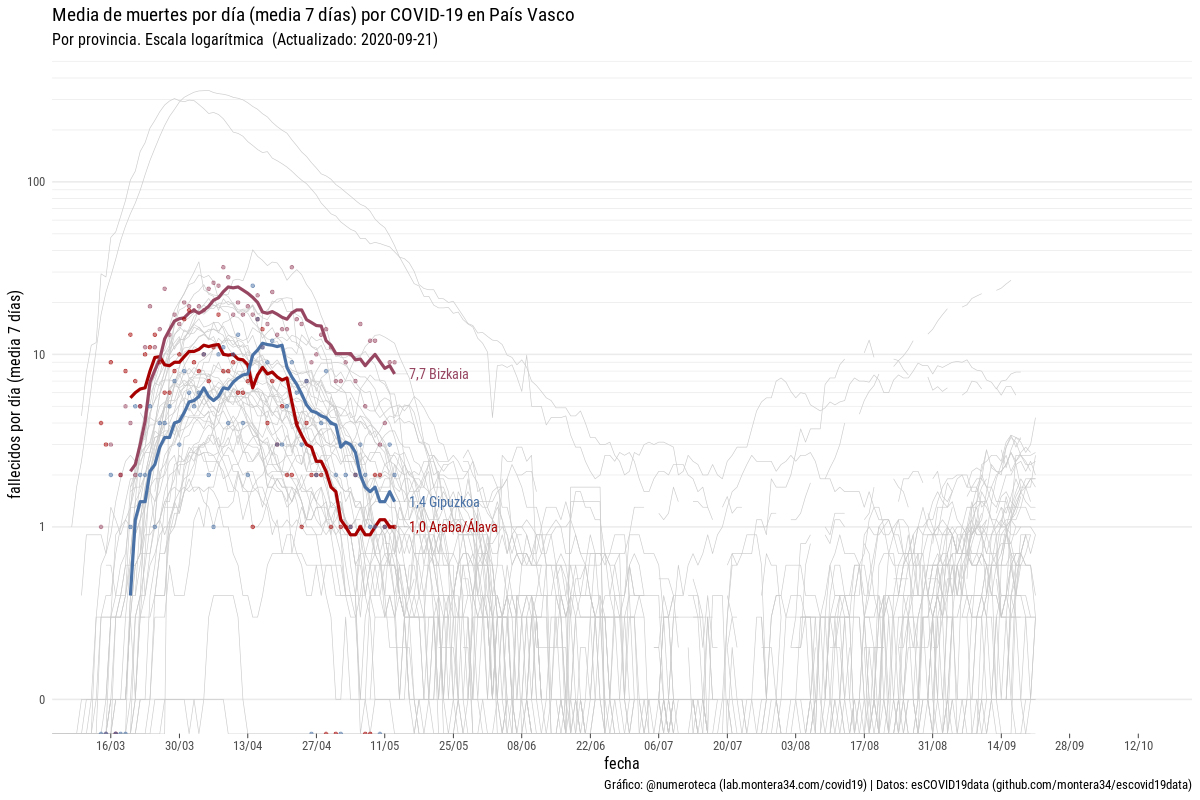 Media de muertes por día (media 7 días) por COVID-19 en País Vasco
Por provincia. Escala logarítmica  (Actualizado: 2020-09-21)
fallecidos por día (media  7 días)
100
10
1
0
7,7 Bizkaia
1,4 Gipuzkoa
1,0 Araba/Álava
16/03 30/03 13/04 27/04 11/05 25/05 08/06 22/06 06/07 20/07 03/08 17/08 31/08 14/09 28/09 12/10
fecha
Gráfico: @numeroteca (lab.montera34.com/covid19) | Datos: esCOVID19data (github.com/montera34/escovid19data)